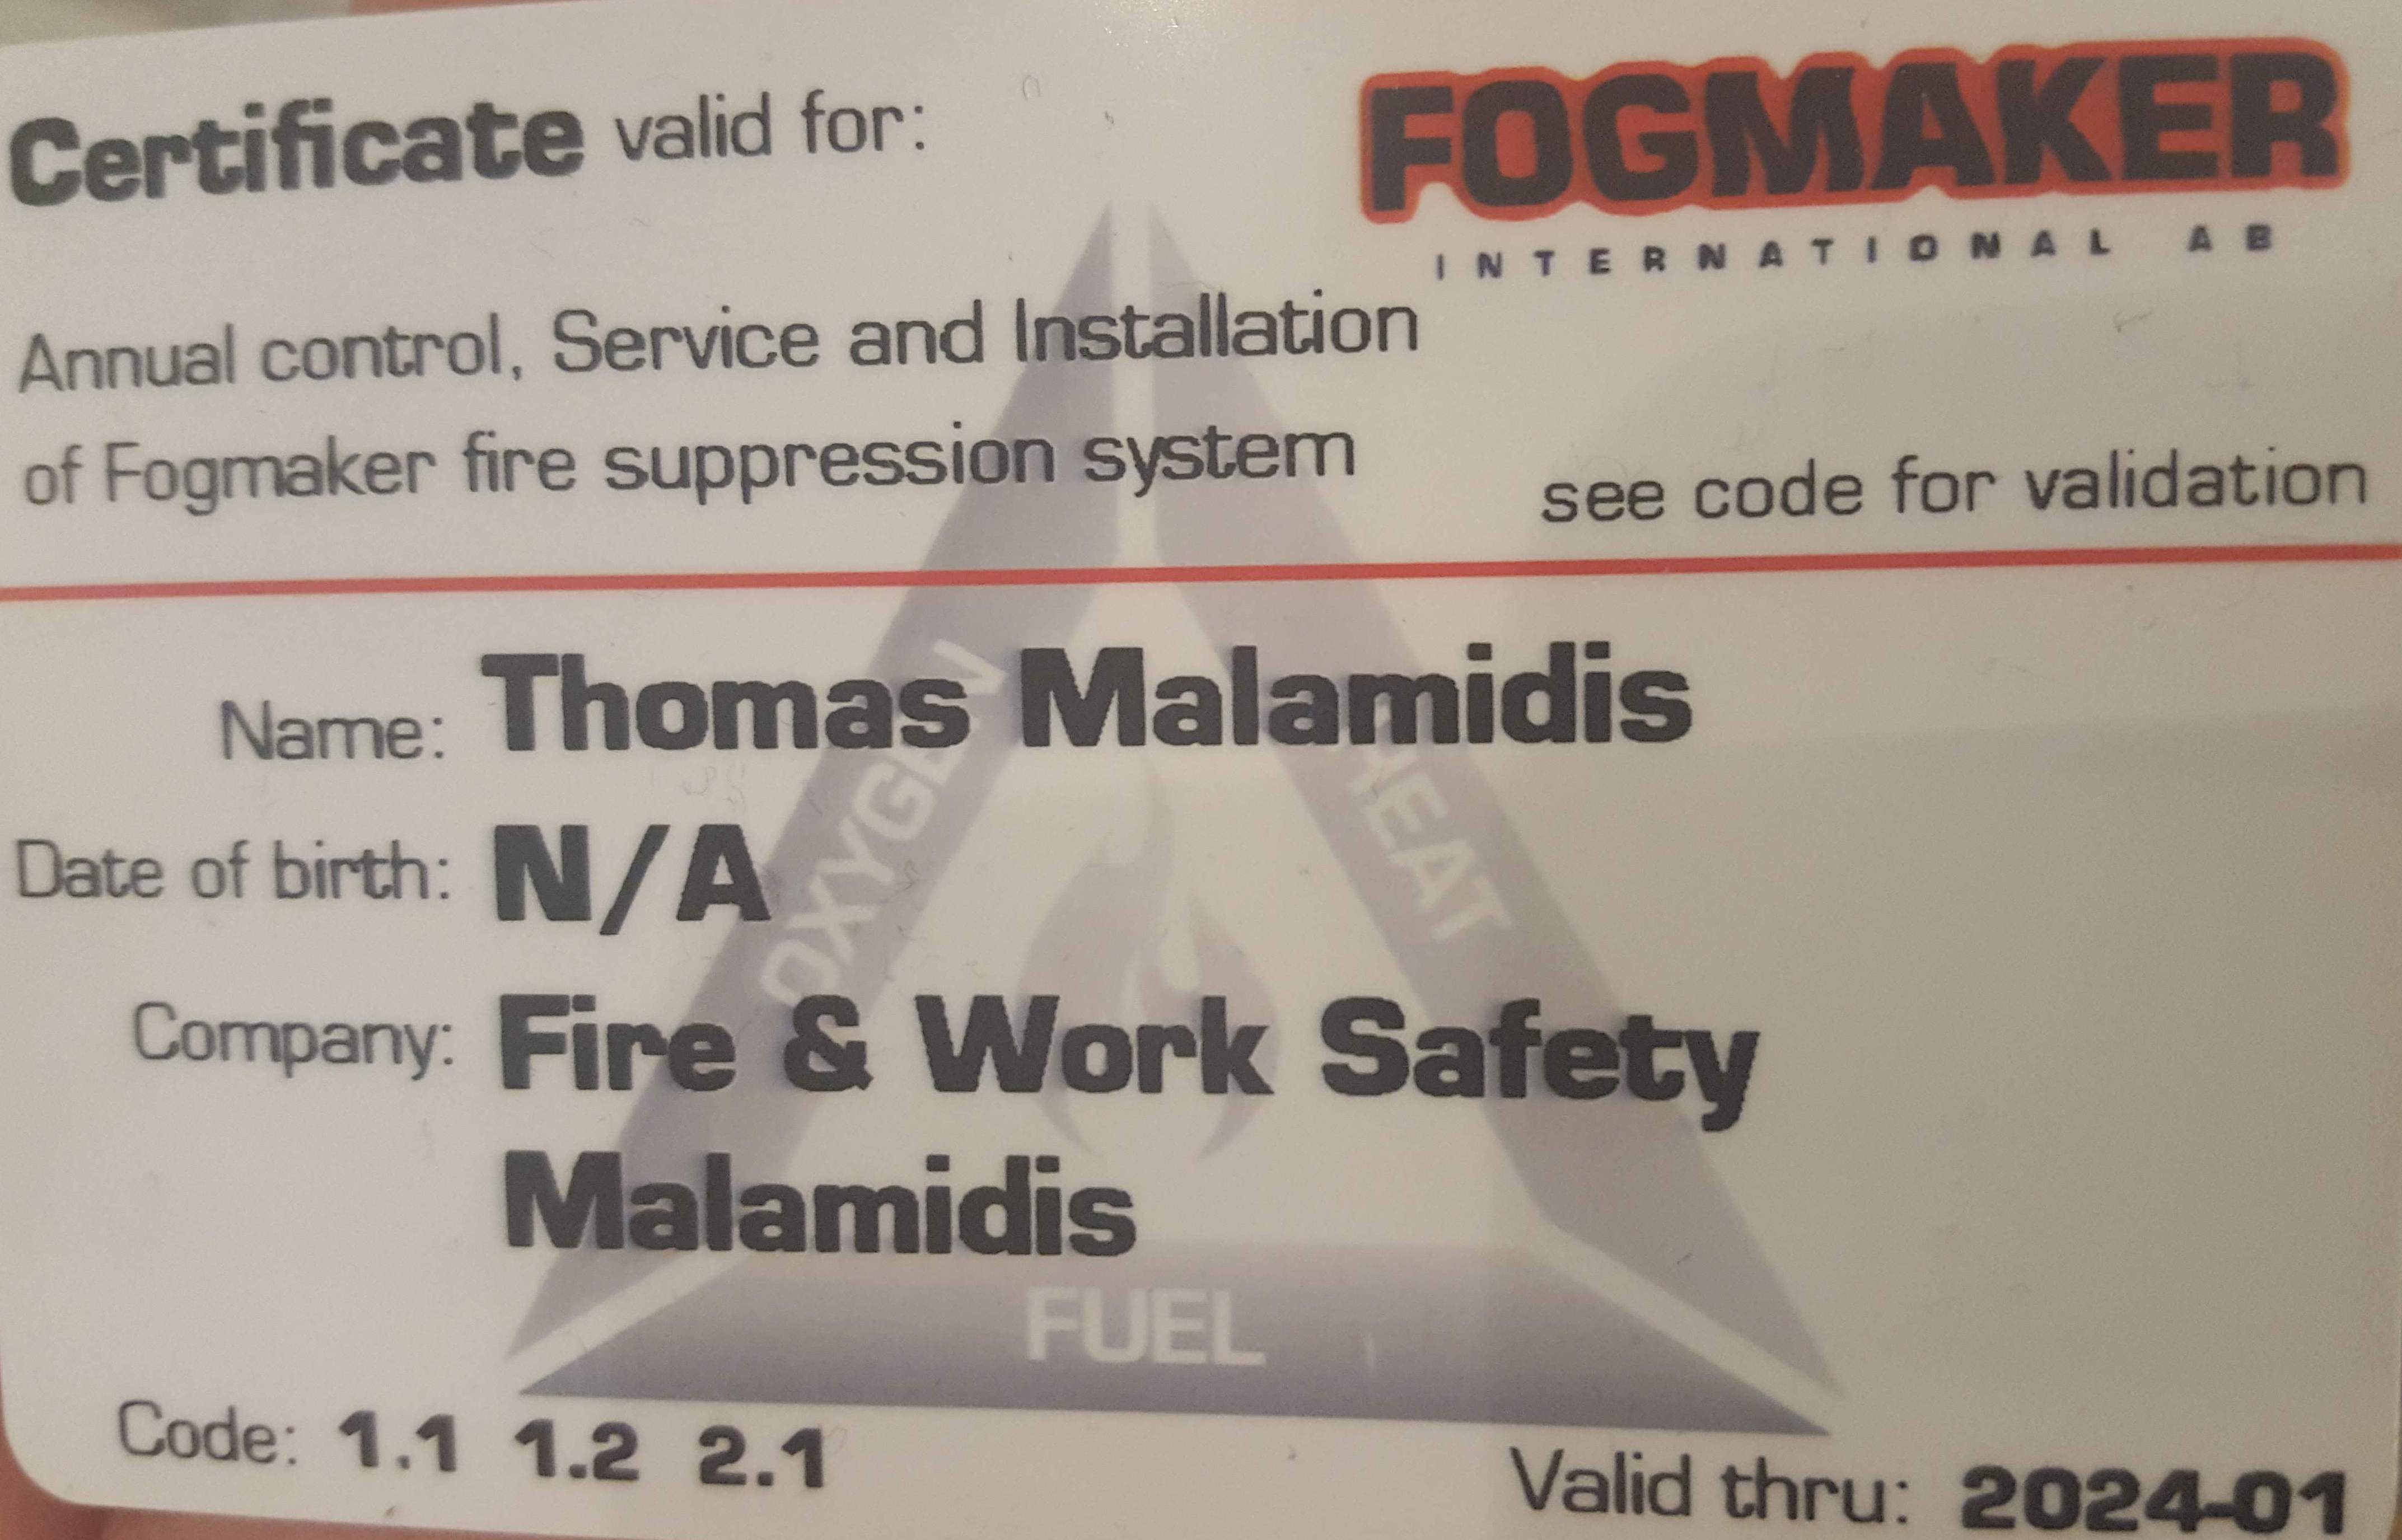 Certificate valid for:
FOGMAKER
INTERNATIONAL AB
Annual control, Service and Installation
of Fogmaker fire suppression system
see code for validation
Name: Thomas Malamidis
Date of birth: N/A
Company: Fire & Work Safety
Malamidis
OXYGEN
HEAT
FUEL
Code: 1.1 1.2 2.1
Valid thru: 2024-01